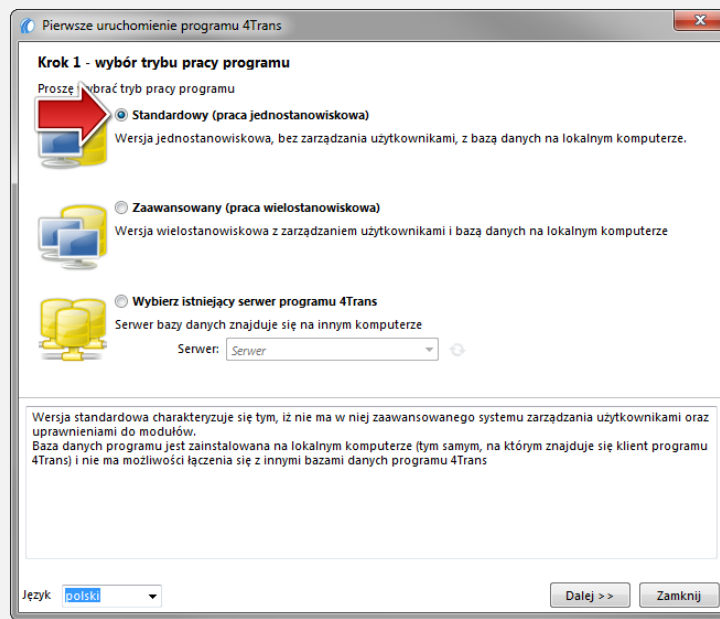 Pierwsze uruchomienie programu 4Trans
Krok 1 - wybór trybu pracy programu
Proszę wybrać tryb pracy programu
Standardowy (praca jednostanowiskowa)
Wersja jednostanowiskowa, bez zarządzania użytkownikami, z bazą danych na lokalnym komputerze.
Zaawansowany (praca wielostanowiskowa)
Wersja wielostanowiskowa z zarządzaniem użytkownikami i bazą danych na lokalnym komputerze
Wybierz istniejący serwer programu 4Trans
Serwer bazy danych znajduje się na innym komputerze
Serwer: Serwer
Wersja standardowa charakteryzuje się tym, iż nie ma w niej zaawansowanego systemu zarządzania użytkownikami oraz
uprawnieniami do modułów.
Baza danych programu jest zainstalowana na lokalnym komputerze (tym samym, na którym znajduje się klient programu
4Trans) i nie ma możliwości łączenia się z innymi bazami danych programu 4Trans
Język polski Dalej >> Zamknij